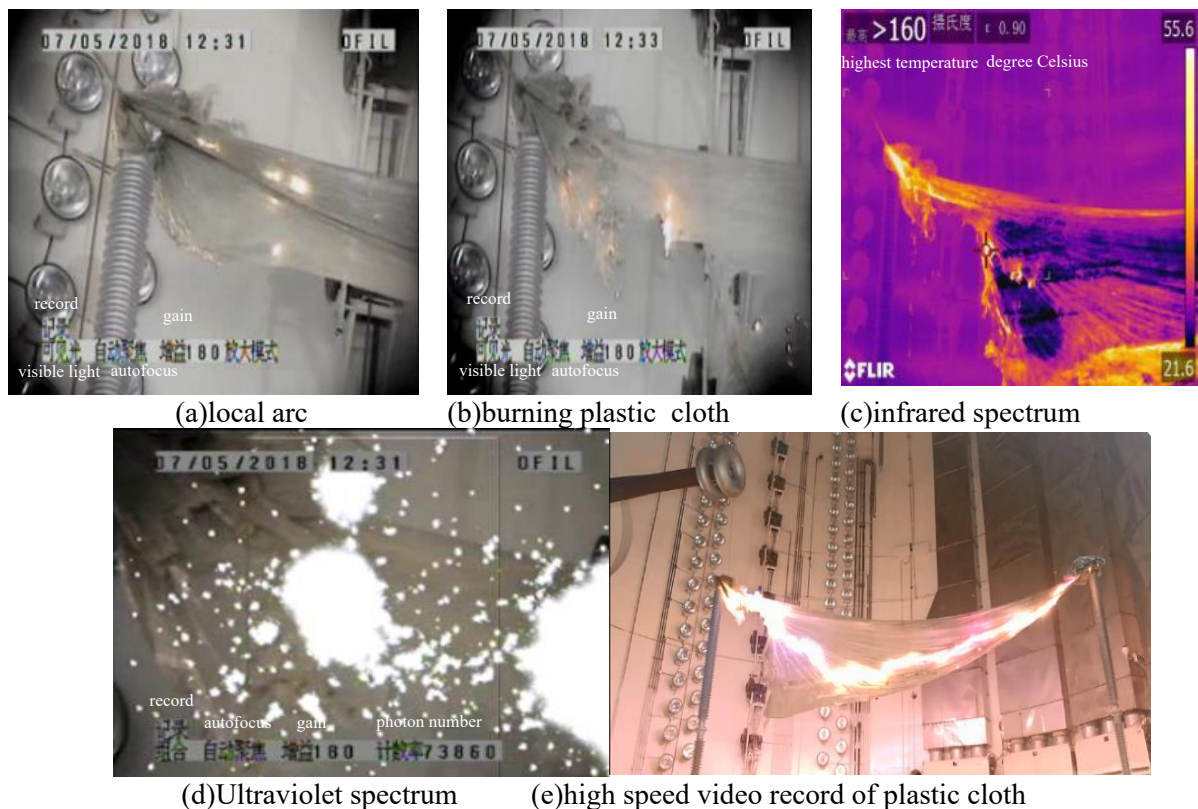 07/05/2018 12:31 OFIL
record
gain
记录
可见光 自动聚焦 增益180 放大模式
visible light autofocus
(a)local arc
07/05/2018 12:33 OFIL
record
gain
记录
可见光 自动聚焦 增益180 放大模式
visible light autofocus
(b)burning plastic cloth
最高 >160 摄氏度 ε 0.90 55.6
highest temperature degree Celsius
21.6
FLIR
(c)infrared spectrum
07/05/2018 12:31 OFIL
record
autofocus gain photon number
记录
组合 自动聚焦 增益180 计数率73860
(d)Ultraviolet spectrum
(e)high speed video record of plastic cloth